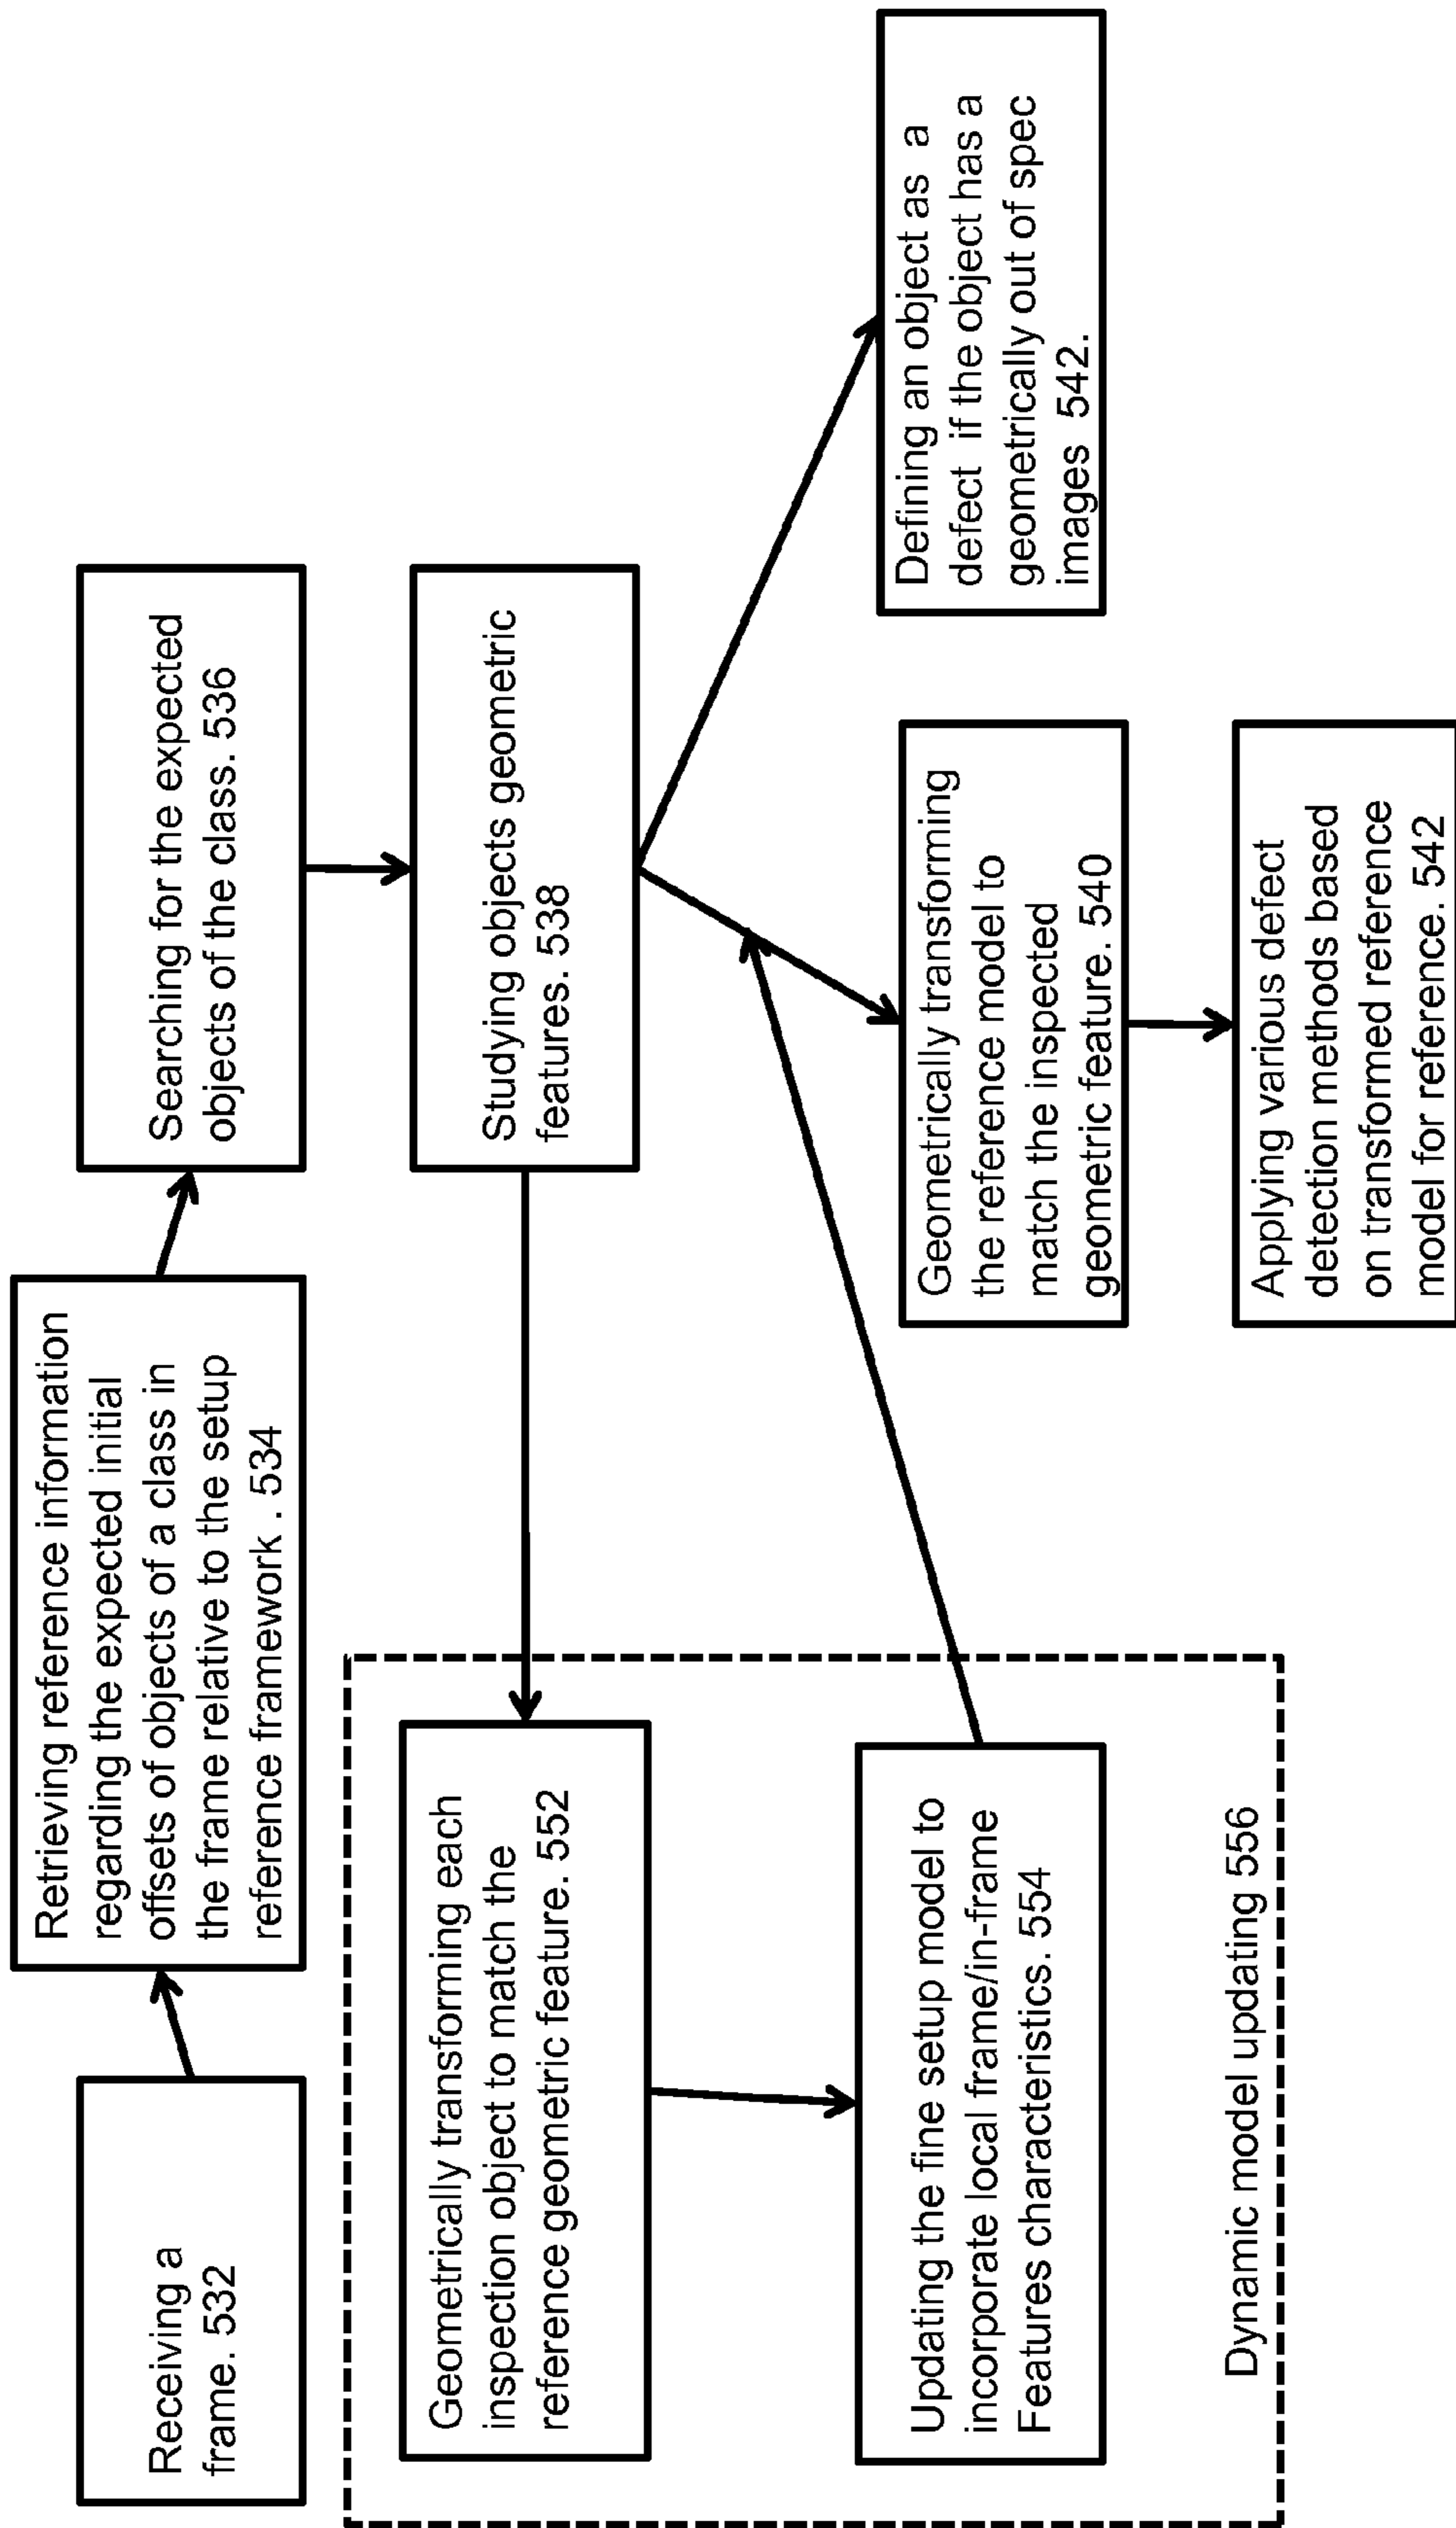 Receiving a
frame. 532
Retrieving reference information
regarding the expected initial
offsets of objects of a class in
the frame relative to the setup
reference framework . 534
Searching for the expected
objects of the class. 536
Studying objects geometric
features. 538
Geometrically transforming each
inspection object to match the
reference geometric feature. 552
Updating the fine setup model to
incorporate local frame/in-frame
Features characteristics. 554
Dynamic model updating 556
Geometrically transforming
the reference model to
match the inspected
geometric feature. 540
Applying various defect
detection methods based
on transformed reference
model for reference. 542
Defining an object as a
defect if the object has a
geometrically out of spec
images 542.